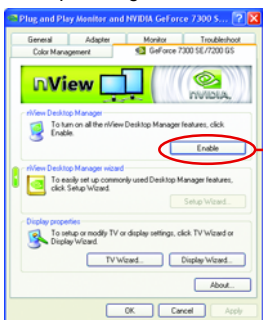 Plug and Play Monitor and NVIDIA GeForce 7300 S...
General Adapter Monitor Troubleshoot
Color Management GeForce 7300 SE/7200 GS
nView
NVIDIA.
nView Desktop Manager
To turn on all the nView Desktop Manager features, click
Enable.
Enable
nView Desktop Manager wizard
To easily set up commonly used Desktop Manager features,
click Setup Wizard.
Setup Wizard...
Display properties
To setup or modify TV or display settings, click TV Wizard or
Display Wizard.
TV Wizard... Display Wizard...
About...
OK Cancel Apply